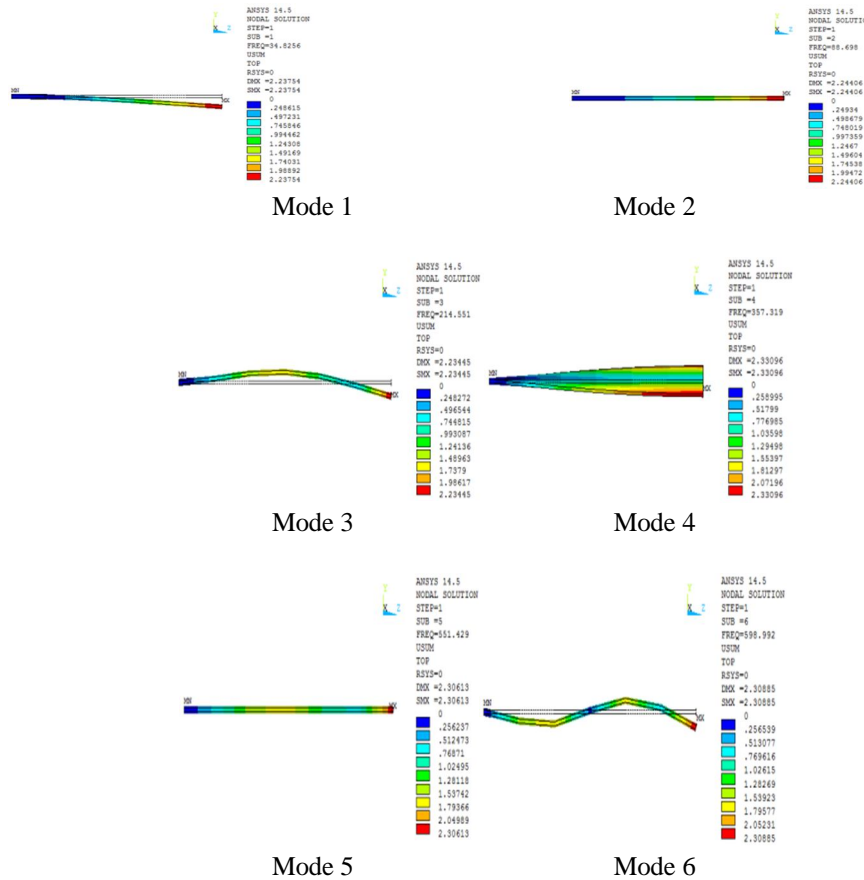 ANSYS 14.5
NODAL SOLUTION
STEP=1
SUB =1
FREQ=34.8256
USUM
TOP
RSYS=0
DMX =2.23754
SMX =2.23754
0
.248615
.497231
.745846
.994462
1.24308
1.49169
1.74031
1.98892
2.23754
Y
X Z
MN
MX
Mode 1
ANSYS 14.5
NODAL SOLUTION
STEP=1
SUB =2
FREQ=88.698
USUM
TOP
RSYS=0
DMX =2.24406
SMX =2.24406
0
.24934
.498679
.748019
.997359
1.2467
1.49604
1.74538
1.99472
2.24406
Y
X Z
MN
MX
Mode 2
ANSYS 14.5
NODAL SOLUTION
STEP=1
SUB =3
FREQ=214.551
USUM
TOP
RSYS=0
DMX =2.23445
SMX =2.23445
0
.248272
.496544
.744815
.993087
1.24136
1.48963
1.7379
1.98617
2.23445
Y
X Z
MN
MX
Mode 3
ANSYS 14.5
NODAL SOLUTION
STEP=1
SUB =4
FREQ=357.319
USUM
TOP
RSYS=0
DMX =2.33096
SMX =2.33096
0
.258995
.51799
.776985
1.03598
1.29498
1.55397
1.81297
2.07196
2.33096
Y
X Z
MN
MX
Mode 4
ANSYS 14.5
NODAL SOLUTION
STEP=1
SUB =5
FREQ=551.429
USUM
TOP
RSYS=0
DMX =2.30613
SMX =2.30613
0
.256237
.512473
.76871
1.02495
1.28118
1.53742
1.79366
2.04989
2.30613
Y
X Z
MN
MX
Mode 5
ANSYS 14.5
NODAL SOLUTION
STEP=1
SUB =6
FREQ=598.992
USUM
TOP
RSYS=0
DMX =2.30885
SMX =2.30885
0
.256539
.513077
.769616
1.02615
1.28269
1.53923
1.79577
2.05231
2.30885
Y
X Z
MN
MX
Mode 6